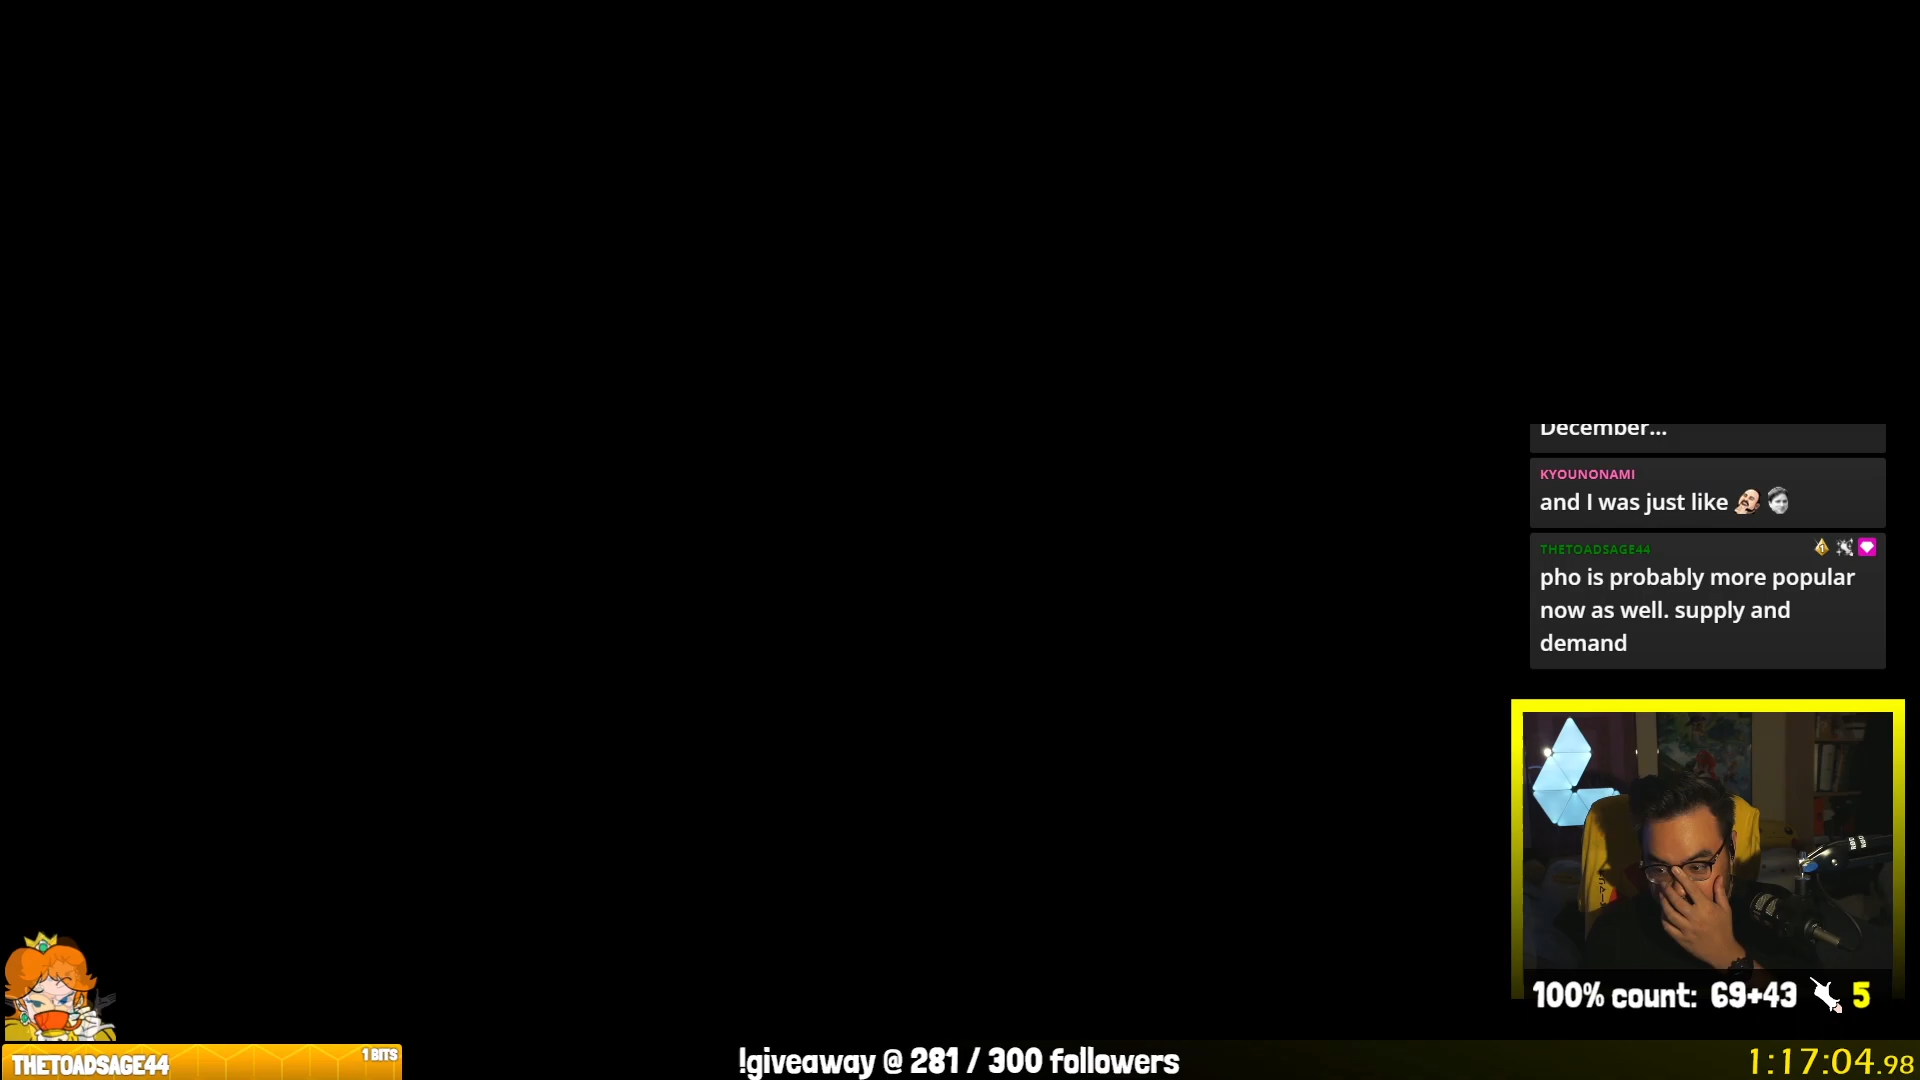 December...
KYOUNONAMI
and I was just like
THETOADSAGE44
pho is probably more popular
now as well. supply and
demand
100% count: 69+43 5
THETOADSAGE44
1 BITS
!giveaway @ 281 / 300 followers
1:17:04.98